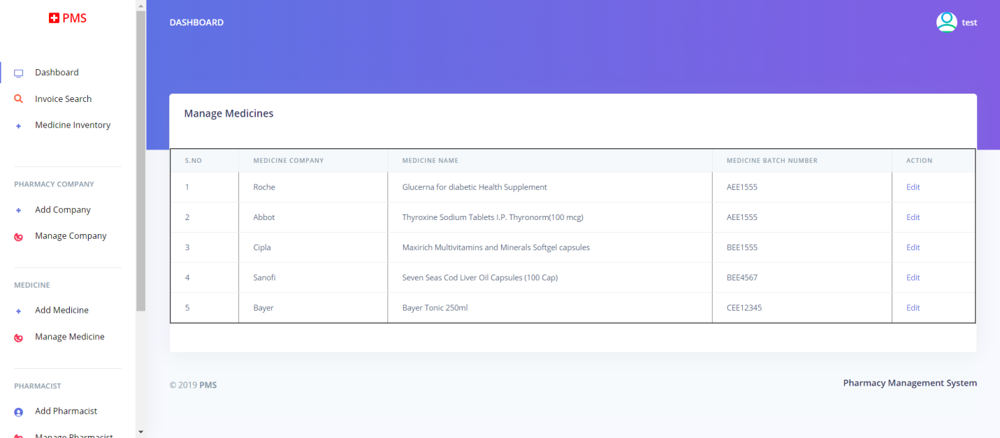 PMS
Dashboard
Invoice Search
Medicine Inventory
PHARMACY COMPANY
Add Company
Manage Company
MEDICINE
Add Medicine
Manage Medicine
PHARMACIST
Add Pharmacist
Manage Pharmacist
DASHBOARD
test
Manage Medicines
S.NO MEDICINE COMPANY MEDICINE NAME MEDICINE BATCH NUMBER ACTION
1 Roche Glucerna for diabetic Health Supplement AEE1555 Edit
2 Abbot Thyroxine Sodium Tablets I.P. Thyronorm(100 mcg) AEE1555 Edit
3 Cipla Maxirich Multivitamins and Minerals Softgel capsules BEE1555 Edit
4 Sanofi Seven Seas Cod Liver Oil Capsules (100 Cap) BEE4567 Edit
5 Bayer Bayer Tonic 250ml CEE12345 Edit
© 2019 PMS
Pharmacy Management System